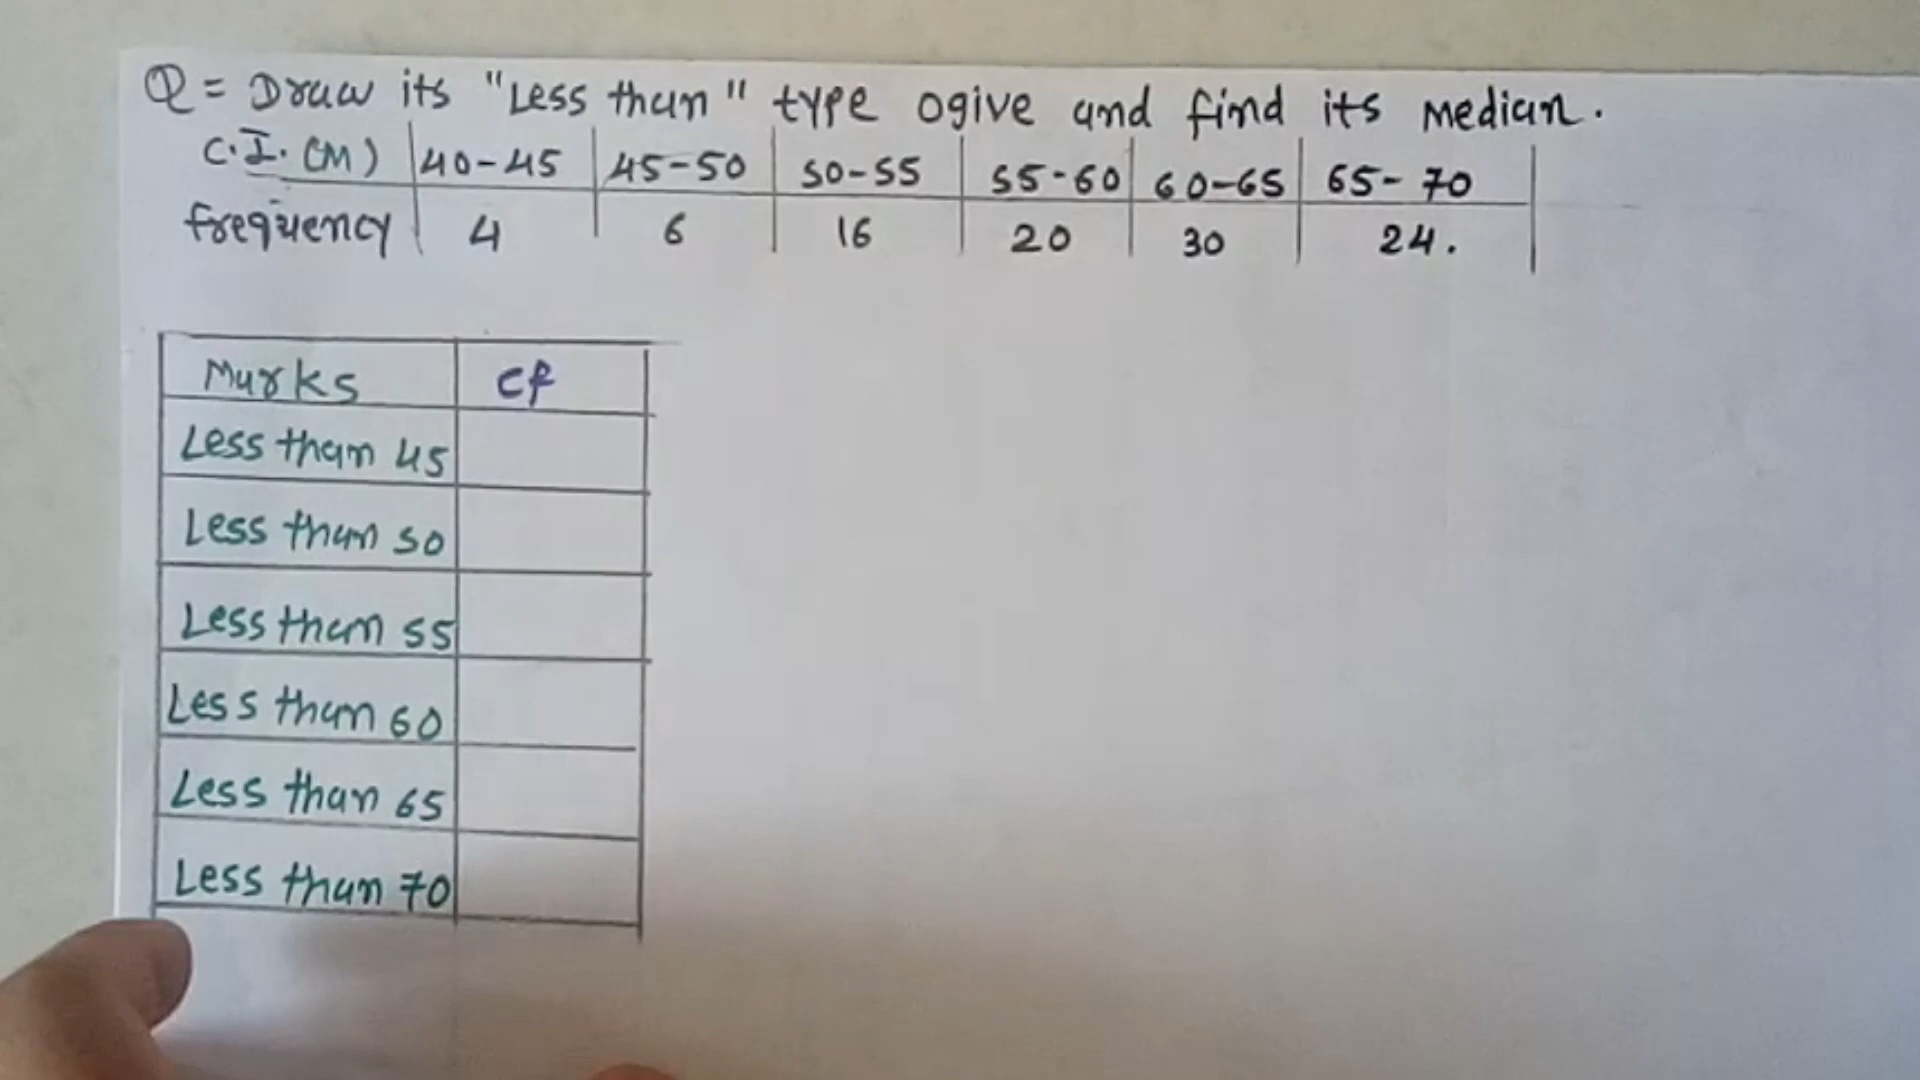 Q = Draw its "Less than" type ogive and find its median.
C.I. (M) 40-45 45-50 50-55 55-60 60-65 65-70
frequency 4 6 16 20 30 24.
Marks cf
Less than 45
Less than 50
Less than 55
Less than 60
Less than 65
Less than 70